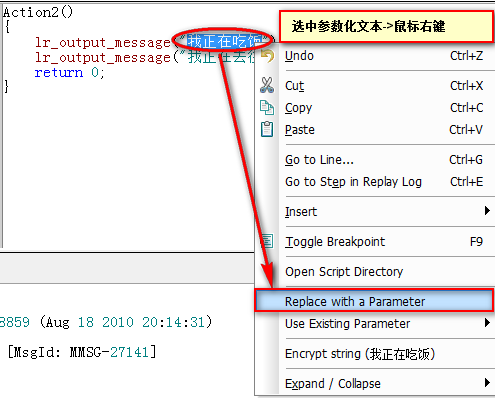 Action2()
{
lr_output_message("我正在吃饭"
lr_output_message("我正在去
return 0;
}
选中参数化文本->鼠标右键
Undo Ctrl+Z
Cut Ctrl+X
Copy Ctrl+C
Paste Ctrl+V
Go to Line... Ctrl+G
Go to Step in Replay Log Ctrl+E
Insert
Toggle Breakpoint F9
Open Script Directory
Replace with a Parameter
Use Existing Parameter
Encrypt string (我正在吃饭)
Expand / Collapse
8859 (Aug 18 2010 20:14:31)
[MsgId: MMSG-27141]